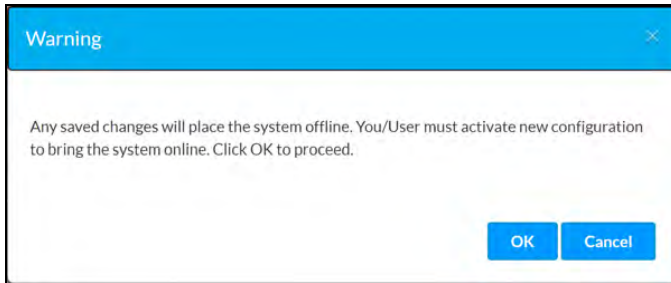 Warning
Any saved changes will place the system offline. You/User must activate new configuration
to bring the system online. Click OK to proceed.
OK Cancel